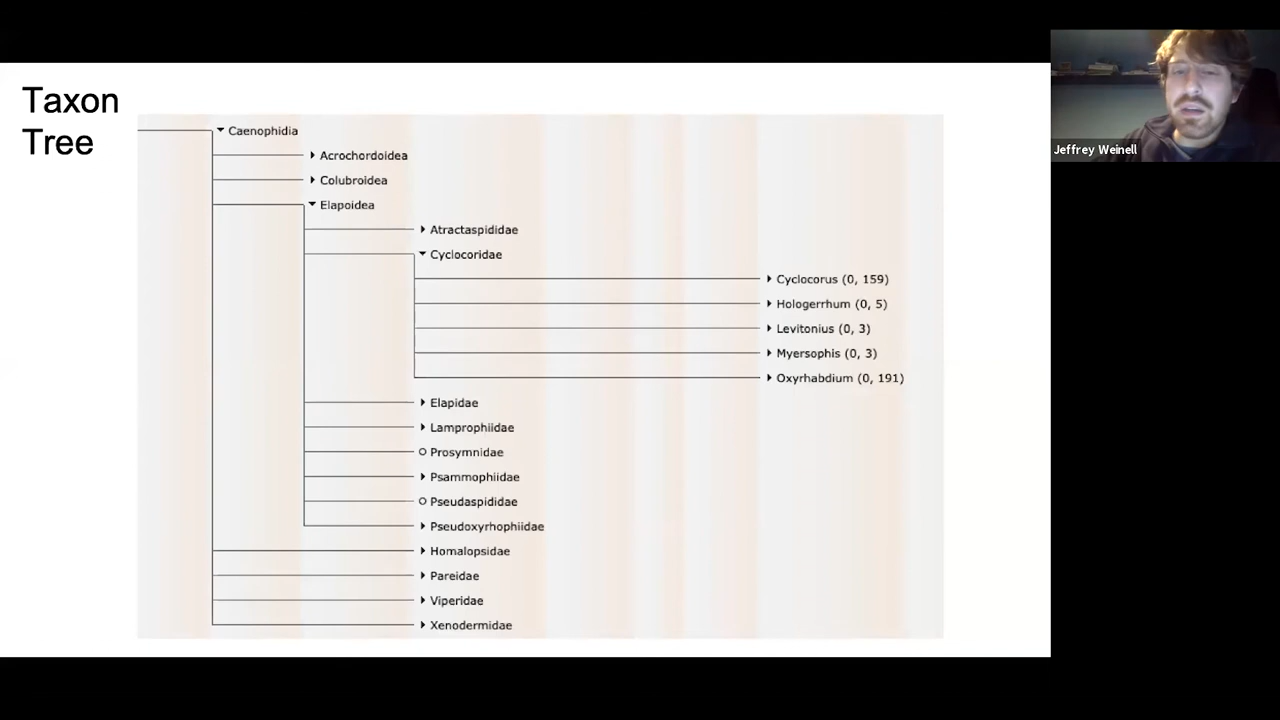 Taxon
Tree
Caenophidia
Acrochordoidea
Colubroidea
Elapoidea
Atractaspididae
Cyclocoridae
Cyclocorus (0, 159)
Hologerrhum (0, 5)
Levitonius (0, 3)
Myersophis (0, 3)
Oxyrhabdium (0, 191)
Elapidae
Lamprophiidae
Prosymnidae
Psammophiidae
Pseudaspididae
Pseudoxyrhophiidae
Homalopsidae
Pareidae
Viperidae
Xenodermidae
Jeffrey Weinell